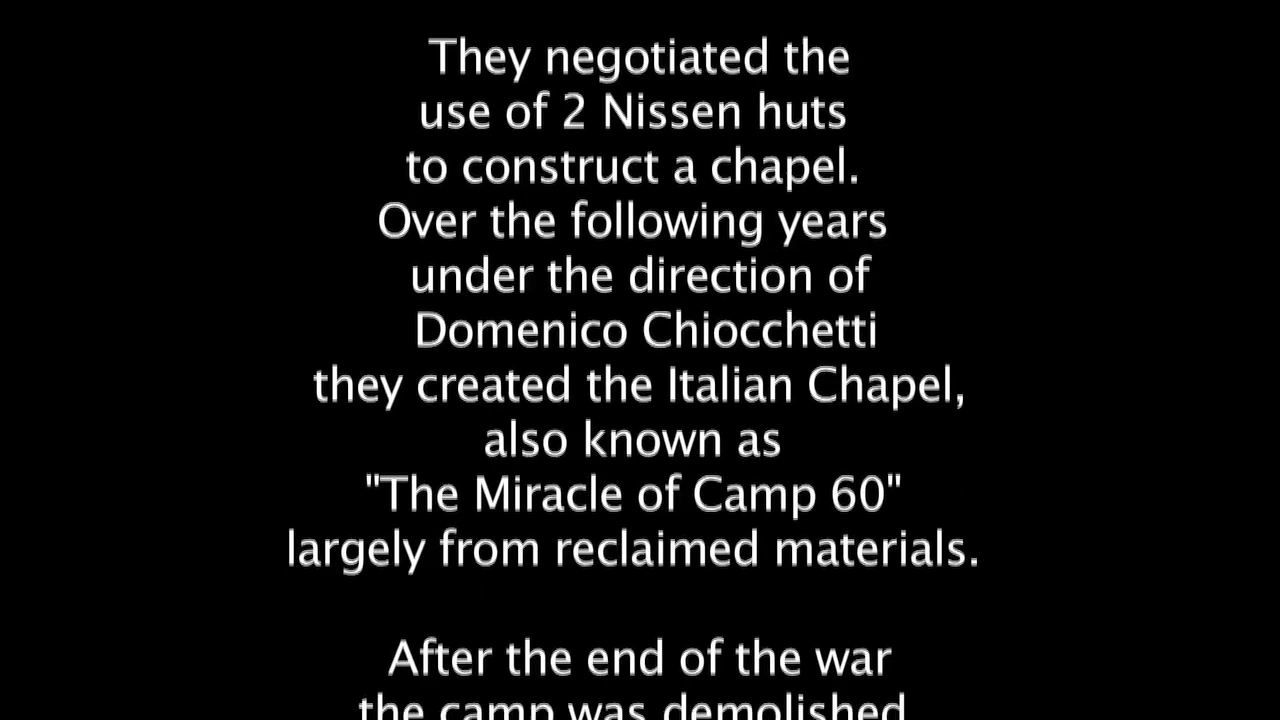 They negotiated the
use of 2 Nissen huts
to construct a chapel.
Over the following years
under the direction of
Domenico Chiocchetti
they created the Italian Chapel,
also known as
"The Miracle of Camp 60"
largely from reclaimed materials.
After the end of the war
the camp was demolished